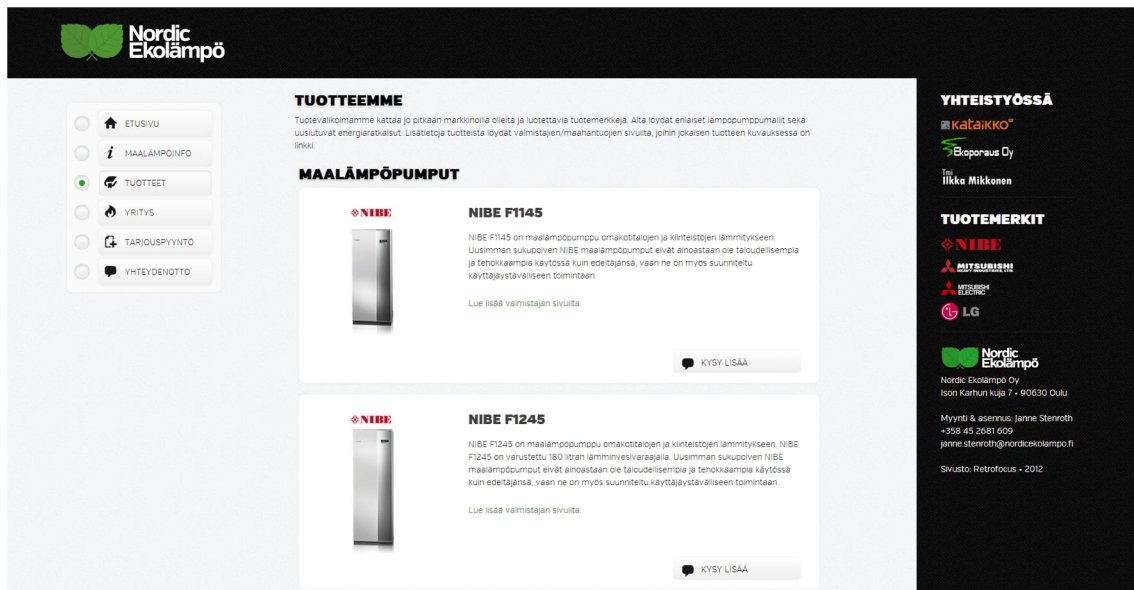 Nordic
Ekolämpö
ETUSIVU
MAALÄMPÖINFO
TUOTTEET
YRITYS
TARJOUSPYYNTÖ
YHTEYDENOTTO
TUOTTEEMME
Tuotevalikoimamme kattaa jo pitkään markkinoilla olleita ja luotettavia tuotemerkkejä. Alta löydät erilaiset lämpöpumppumallit sekä
uusiutuvat energiaratkaisut. Lisätietoja tuotteista löydät valmistajien/maahantuojien sivuilta, joihin jokaisen tuotteen kuvauksessa on
linkki.
MAALÄMPÖPUMPUT
NIBE
NIBE F1145
NIBE F1145 on maalämpöpumppu omakotitalojen ja kiinteistöjen lämmitykseen.
Uusimman sukupolven NIBE maalämpöpumput eivät ainoastaan ole taloudellisempia
ja tehokkaampia käytössä kuin edeltäjänsä, vaan ne on myös suunniteltu
käyttäjäystävälliseen toimintaan.
Lue lisää valmistajan sivuilta.
KYSY LISÄÄ
NIBE
NIBE F1245
NIBE F1245 on maalämpöpumppu omakotitalojen ja kiinteistöjen lämmitykseen. NIBE
F1245 on varustettu 180 litran lämminvesivaraajalla. Uusimman sukupolven NIBE
maalämpöpumput eivät ainoastaan ole taloudellisempia ja tehokkaampia käytössä
kuin edeltäjänsä, vaan ne on myös suunniteltu käyttäjäystävälliseen toimintaan.
Lue lisää valmistajan sivuilta.
KYSY LISÄÄ
YHTEISTYÖSSÄ
KATAIKKO
Ekoporaus Oy
Tmi
Ilkka Mikkonen
TUOTEMERKIT
NIBE
MITSUBISHI
HEAVY INDUSTRIES, LTD.
MITSUBISHI
ELECTRIC
LG
Nordic
Ekolämpö
Nordic Ekolämpö Oy
Ison Karhun kuja 7 • 90630 Oulu
Myynti & asennus: Janne Stenroth
+358 45 2681 609
janne.stenroth@nordicekolampo.fi
Sivusto: Retrofocus • 2012